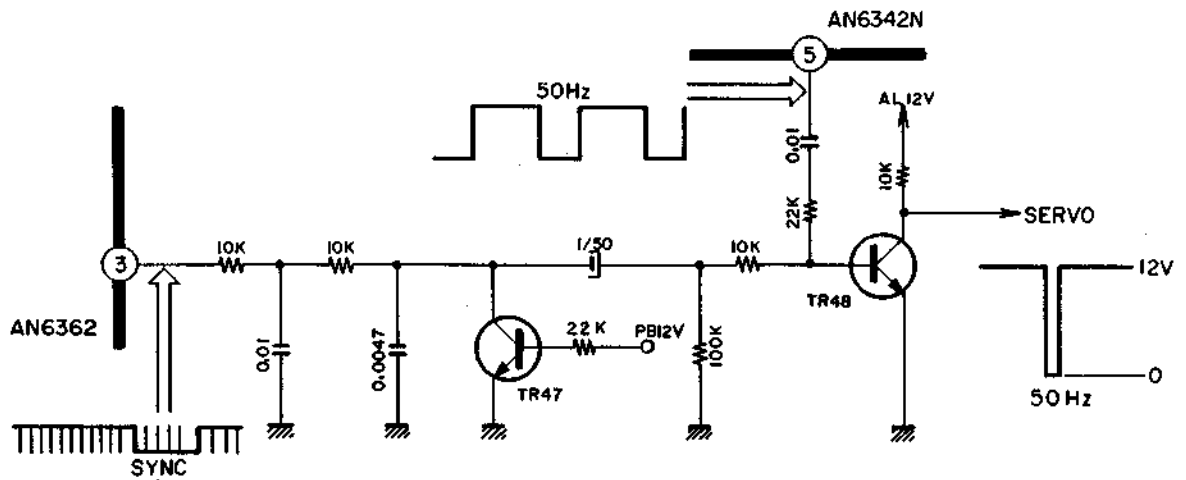 AN6342N
5
50Hz
AL 12V
0.01
10K
22K
SERVO
3
10K
10K
1/50
10K
12V
TR48
AN6362
0.01
0.0047
22K
PB12V
100K
TR47
0
50Hz
SYNC